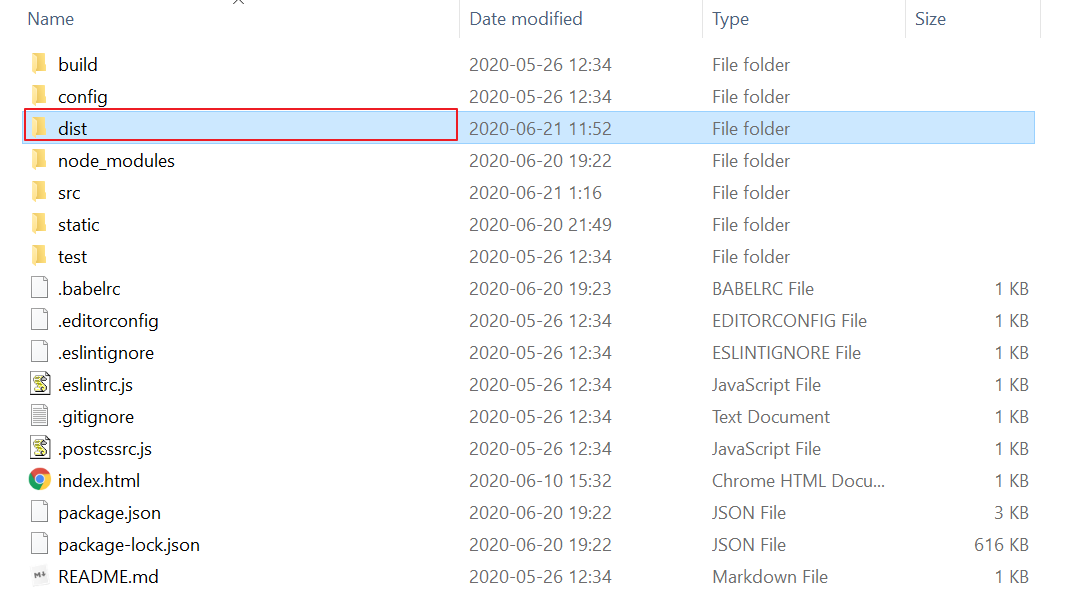 Name Date modified Type Size
build 2020-05-26 12:34 File folder
config 2020-05-26 12:34 File folder
dist 2020-06-21 11:52 File folder
node_modules 2020-06-20 19:22 File folder
src 2020-06-21 1:16 File folder
static 2020-06-20 21:49 File folder
test 2020-05-26 12:34 File folder
.babelrc 2020-06-20 19:23 BABELRC File 1 KB
.editorconfig 2020-05-26 12:34 EDITORCONFIG File 1 KB
.eslintignore 2020-05-26 12:34 ESLINTIGNORE File 1 KB
.eslintrc.js 2020-05-26 12:34 JavaScript File 1 KB
.gitignore 2020-05-26 12:34 Text Document 1 KB
.postcssrc.js 2020-05-26 12:34 JavaScript File 1 KB
index.html 2020-06-10 15:32 Chrome HTML Docu... 1 KB
package.json 2020-06-20 19:22 JSON File 3 KB
package-lock.json 2020-06-20 19:22 JSON File 616 KB
README.md 2020-05-26 12:34 Markdown File 1 KB